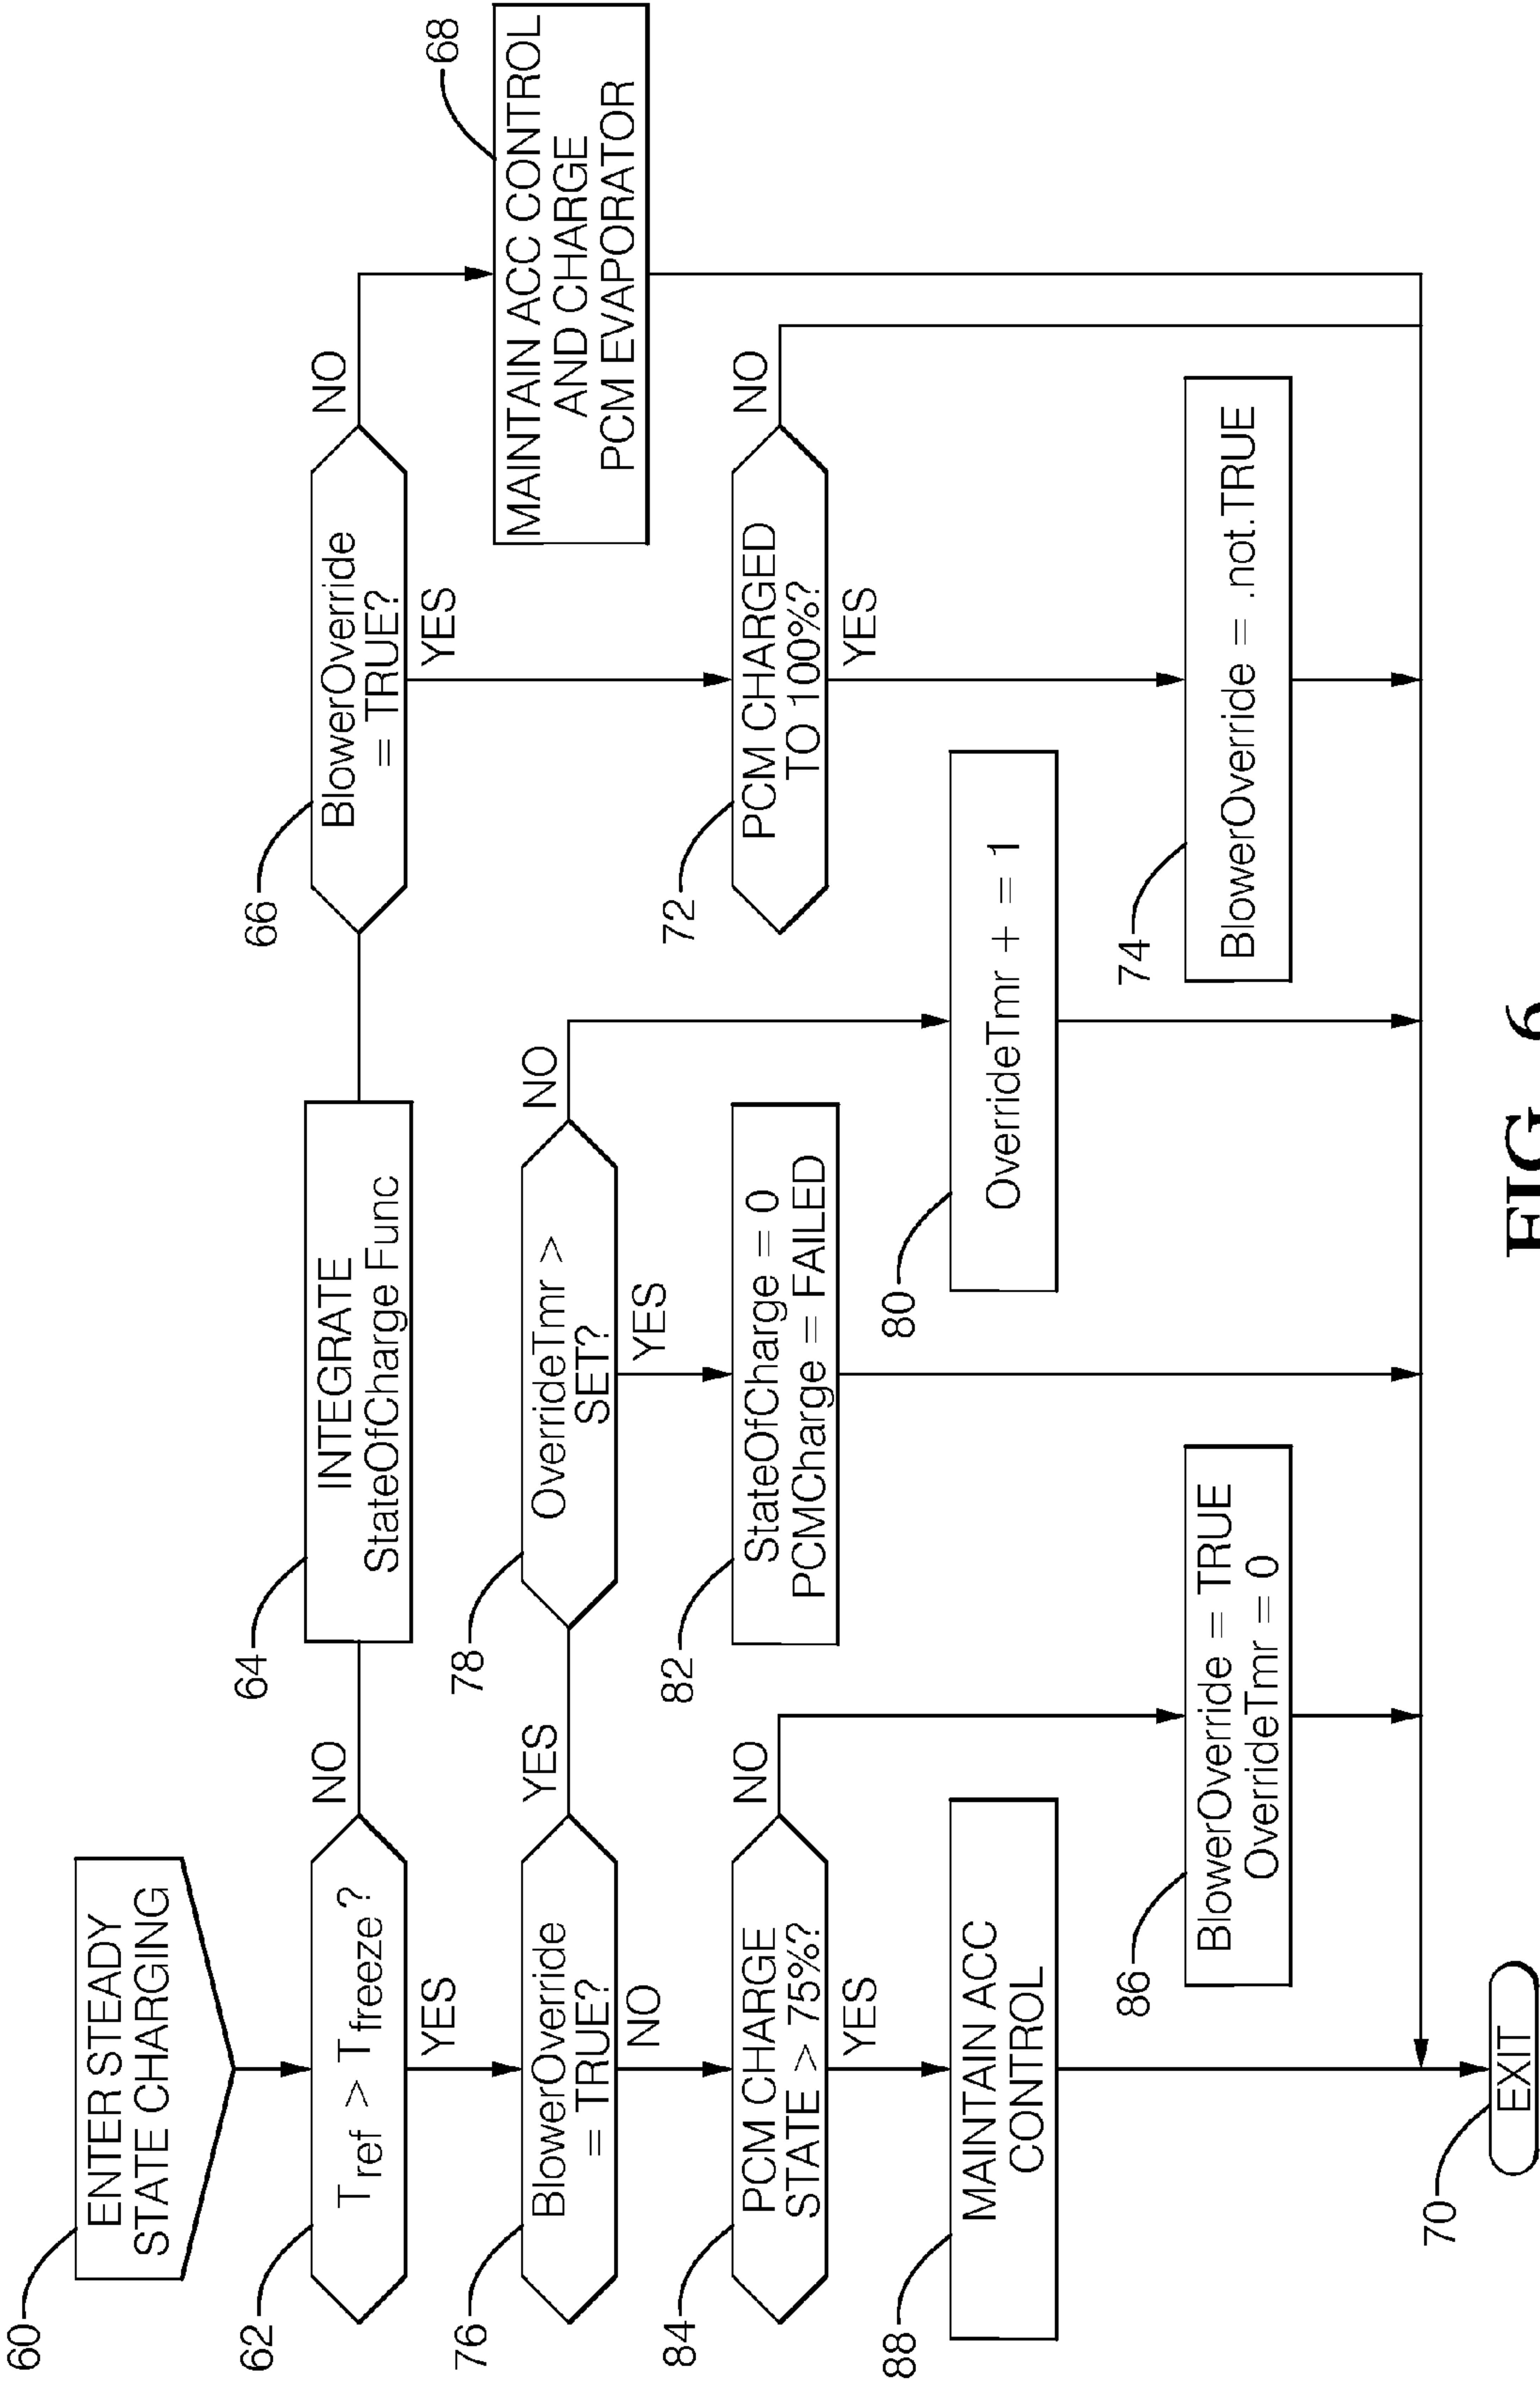 60
ENTER STEADY
STATE CHARGING
62
T ref > T freeze ?
NO
YES
64
INTEGRATE
StateOfCharge Func
66
BlowerOverride
= TRUE?
NO
YES
68
MAINTAIN ACC CONTROL
AND CHARGE
PCM EVAPORATOR
76
BlowerOverride
= TRUE?
YES
NO
78
OverrideTmr >
SET?
NO
YES
72
PCM CHARGED
TO 100%?
NO
YES
84
PCM CHARGE
STATE > 75%?
NO
YES
82
StateOfCharge = 0
PCMCharge = FAILED
80
OverrideTmr + = 1
74
BlowerOverride = .not.TRUE
88
MAINTAIN ACC
CONTROL
86
BlowerOverride = TRUE
OverrideTmr = 0
70
EXIT
FIG. 6